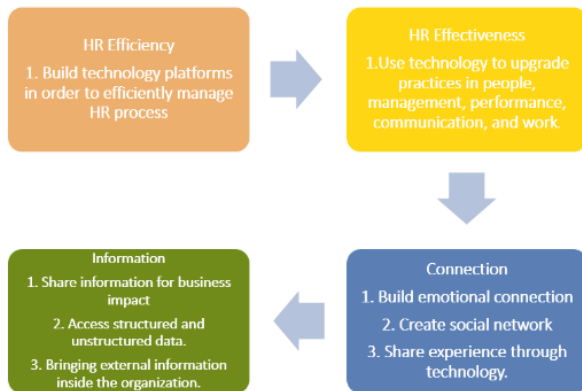 HR Efficiency
1. Build technology platforms
in order to efficiently manage
HR process
HR Effectiveness
1.Use technology to upgrade
practices in people,
management, performance,
communication, and work.
Information
1. Share information for business
impact
2. Access structured and
unstructured data.
3. Bringing external information
inside the organization.
Connection
1. Build emotional connection
2. Create social network
3. Share experience through
technology.